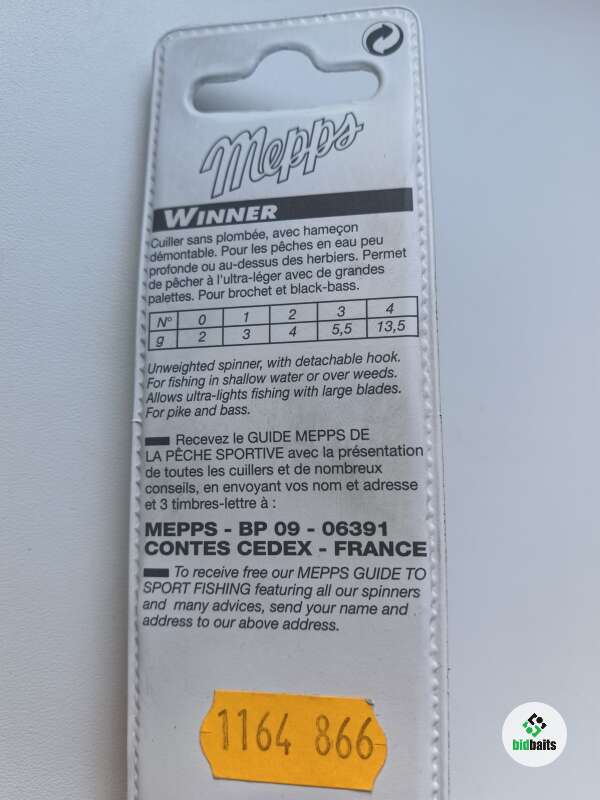 Mepps
WINNER
Cuiller sans plombée, avec hameçon
démontable. Pour les pêches en eau peu
profonde ou au-dessus des herbiers. Permet
de pêcher à l'ultra-léger avec de grandes
palettes. Pour brochet et black-bass.
N° 0 1 2 3 4
g 2 3 4 5,5 13,5
Unweighted spinner, with detachable hook.
For fishing in shallow water or over weeds.
Allows ultra-lights fishing with large blades.
For pike and bass.
Recevez le GUIDE MEPPS DE
LA PÊCHE SPORTIVE avec la présentation
de toutes les cuillers et de nombreux
conseils, en envoyant vos nom et adresse
et 3 timbres-lettre à :
MEPPS - BP 09 - 06391
CONTES CEDEX - FRANCE
To receive free our MEPPS GUIDE TO
SPORT FISHING featuring all our spinners
and many advices, send your name and
address to our above address.
1164 866
bidbaits